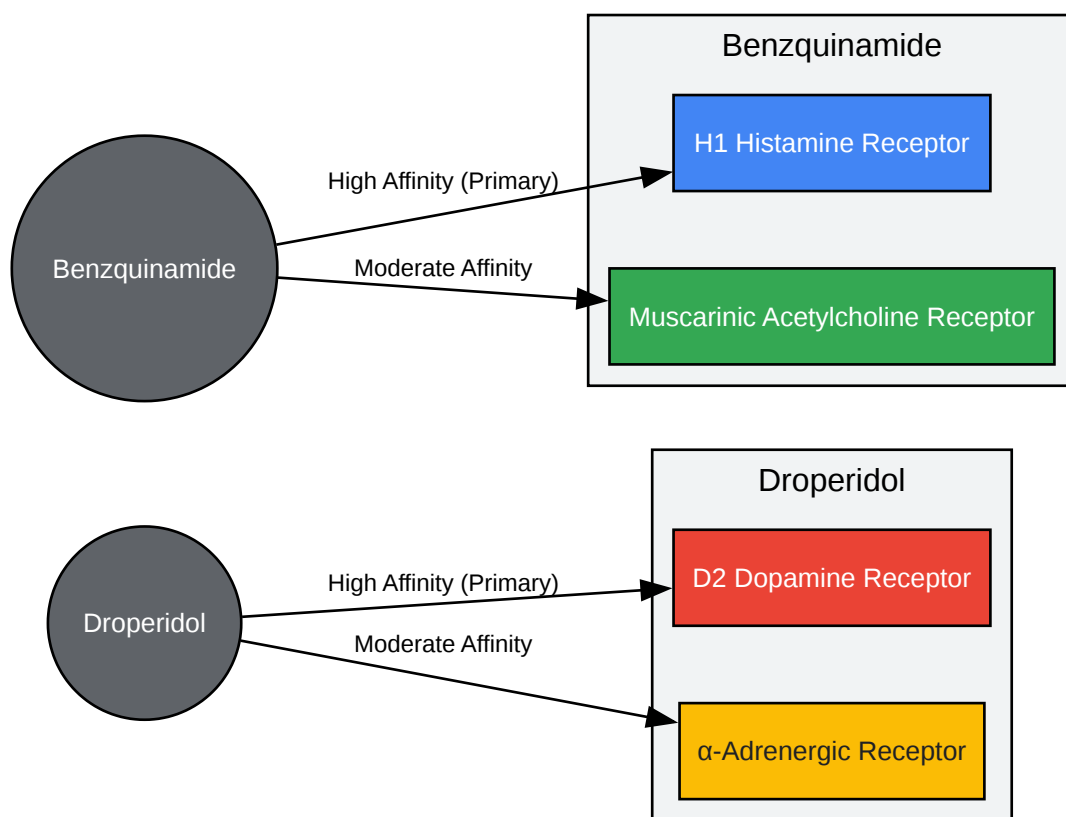 Benzquinamide
H1 Histamine Receptor
High Affinity (Primary)
Benzquinamide
Moderate Affinity
Muscarinic Acetylcholine Receptor
Droperidol
D2 Dopamine Receptor
High Affinity (Primary)
Droperidol
Moderate Affinity
α-Adrenergic Receptor